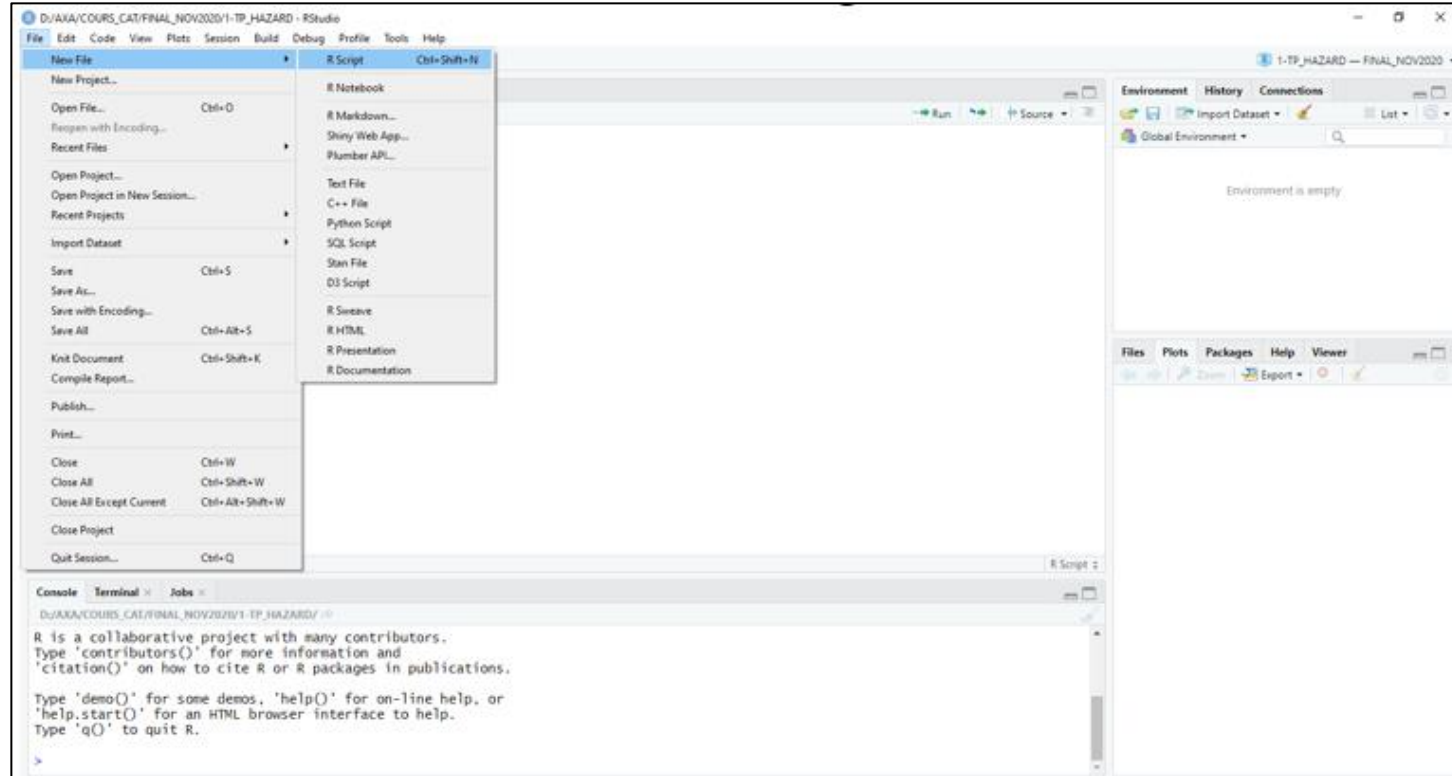 D:/AXA/COURS_CAT/FINAL_NOV2020/1-TP_HAZARD - RStudio
File Edit Code View Plots Session Build Debug Profile Tools Help
1-TP_HAZARD — FINAL_NOV2020
New File
New Project...
Open File... Ctrl+O
Reopen with Encoding...
Recent Files
Open Project...
Open Project in New Session...
Recent Projects
Import Dataset
Save Ctrl+S
Save As...
Save with Encoding...
Save All Ctrl+Alt+S
Knit Document Ctrl+Shift+K
Compile Report...
Publish...
Print...
Close Ctrl+W
Close All Ctrl+Shift+W
Close All Except Current Ctrl+Alt+Shift+W
Close Project
Quit Session... Ctrl+Q
R Script Ctrl+Shift+N
R Notebook
R Markdown...
Shiny Web App...
Plumber API...
Text File
C++ File
Python Script
SQL Script
Stan File
D3 Script
R Sweave
R HTML
R Presentation
R Documentation
Run Source
R Script
Environment History Connections
Import Dataset List
Global Environment
Environment is empty
Files Plots Packages Help Viewer
Zoom Export
Console Terminal Jobs
D:/AXA/COURS_CAT/FINAL_NOV2020/1-TP_HAZARD/
R is a collaborative project with many contributors.
Type 'contributors()' for more information and
'citation()' on how to cite R or R packages in publications.
Type 'demo()' for some demos, 'help()' for on-line help, or
'help.start()' for an HTML browser interface to help.
Type 'q()' to quit R.
>